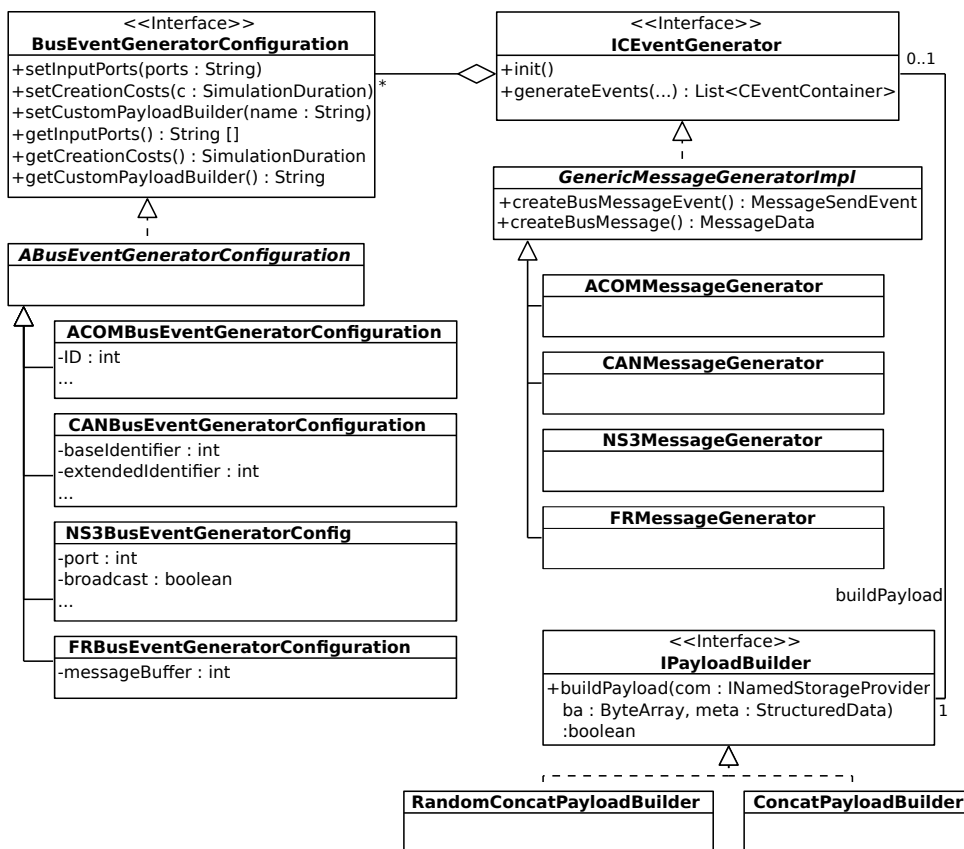 <<Interface>>
BusEventGeneratorConfiguration
+setInputPorts(ports : String)
+setCreationCosts(c : SimulationDuration)
+setCustomPayloadBuilder(name : String)
+getInputPorts() : String []
+getCreationCosts() : SimulationDuration
+getCustomPayloadBuilder() : String
*
<<Interface>>
ICEventGenerator
+init()
+generateEvents(...) : List<CEventContainer>
0..1
GenericMessageGeneratorImpl
+createBusMessageEvent() : MessageSendEvent
+createBusMessage() : MessageData
ABusEventGeneratorConfiguration
ACOMBusEventGeneratorConfiguration
-ID : int
...
CANBusEventGeneratorConfiguration
-baseIdentifier : int
-extendedIdentifier : int
...
NS3BusEventGeneratorConfig
-port : int
-broadcast : boolean
...
FRBusEventGeneratorConfiguration
-messageBuffer : int
ACOMMessageGenerator
CANMessageGenerator
NS3MessageGenerator
FRMessageGenerator
buildPayload
<<Interface>>
IPayloadBuilder
+buildPayload(com : INamedStorageProvider
ba : ByteArray, meta : StructuredData)
:boolean
1
RandomConcatPayloadBuilder
ConcatPayloadBuilder